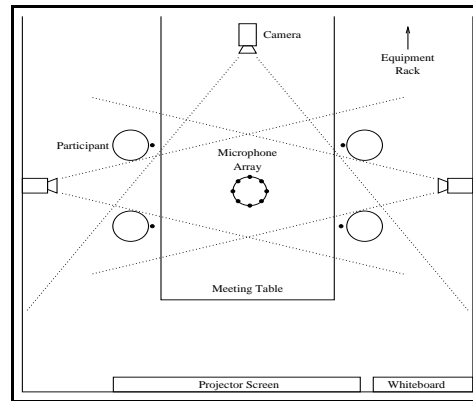 Camera
Equipment
Rack
Participant
Microphone
Array
Meeting Table
Projector Screen
Whiteboard